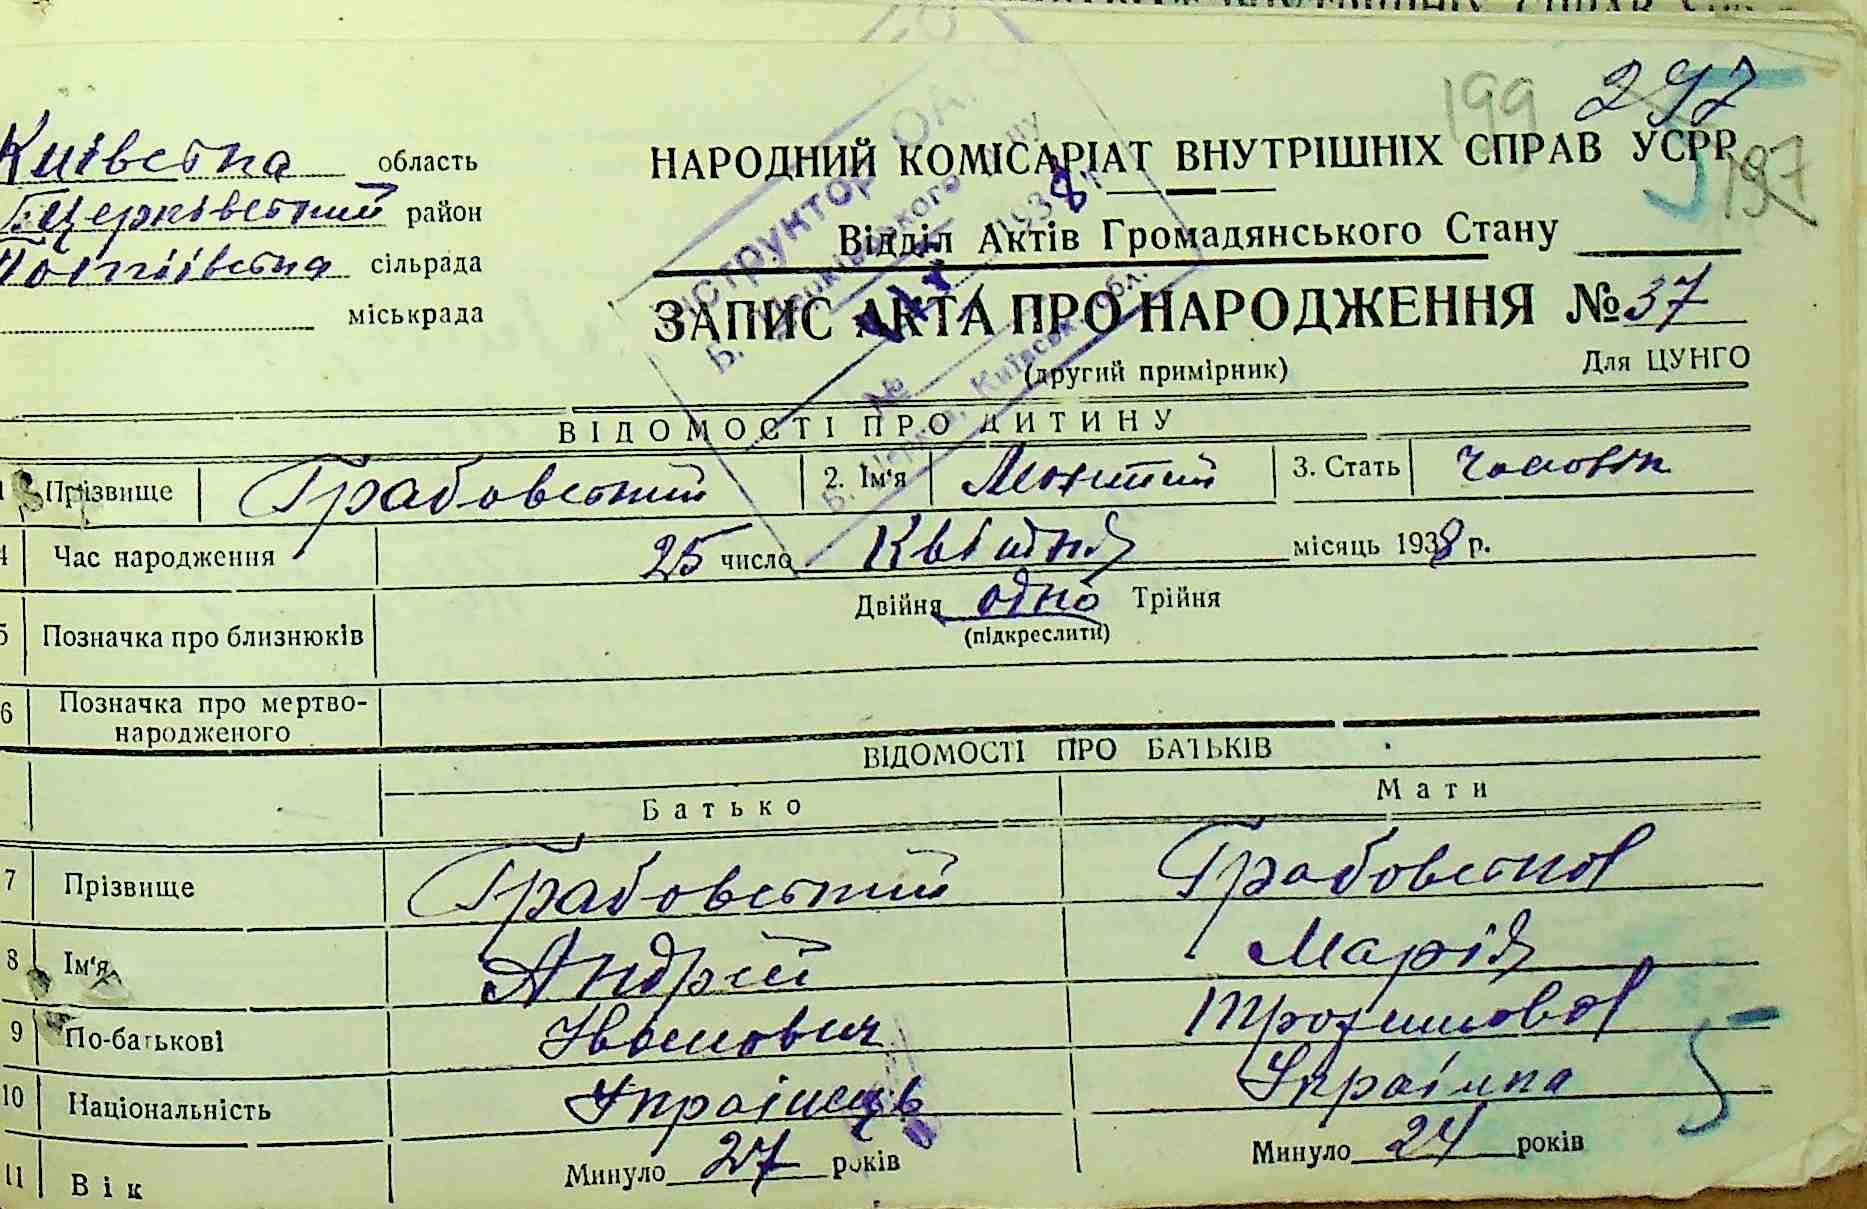 297
199
197
Київська область
Б. Церківський район
сільрада
міськрада
НАРОДНИЙ КОМІСАРІАТ ВНУТРІШНІХ СПРАВ УСРР
Відділ Актів Громадянського Стану
ЗАПИС АКТА ПРО НАРОДЖЕННЯ № 37
(другий примірник)
Для ЦУНГО
ВІДОМОСТІ ПРО ДИТИНУ
1 Прізвище Грабовський 2. Ім'я 3. Стать чоловік
4 Час народження 25 число Квітня місяць 1938 р.
5 Позначка про близнюків Двійня одно Трійня
(підкреслити)
6 Позначка про мертво-
народженого
ВІДОМОСТІ ПРО БАТЬКІВ
Батько Мати
7 Прізвище Грабовський Грабовська
8 Ім'я Андрій Марія
9 По-батькові Іванович Трохимовна
10 Національність Українець Українка
11 Вік Минуло 27 років Минуло 24 років